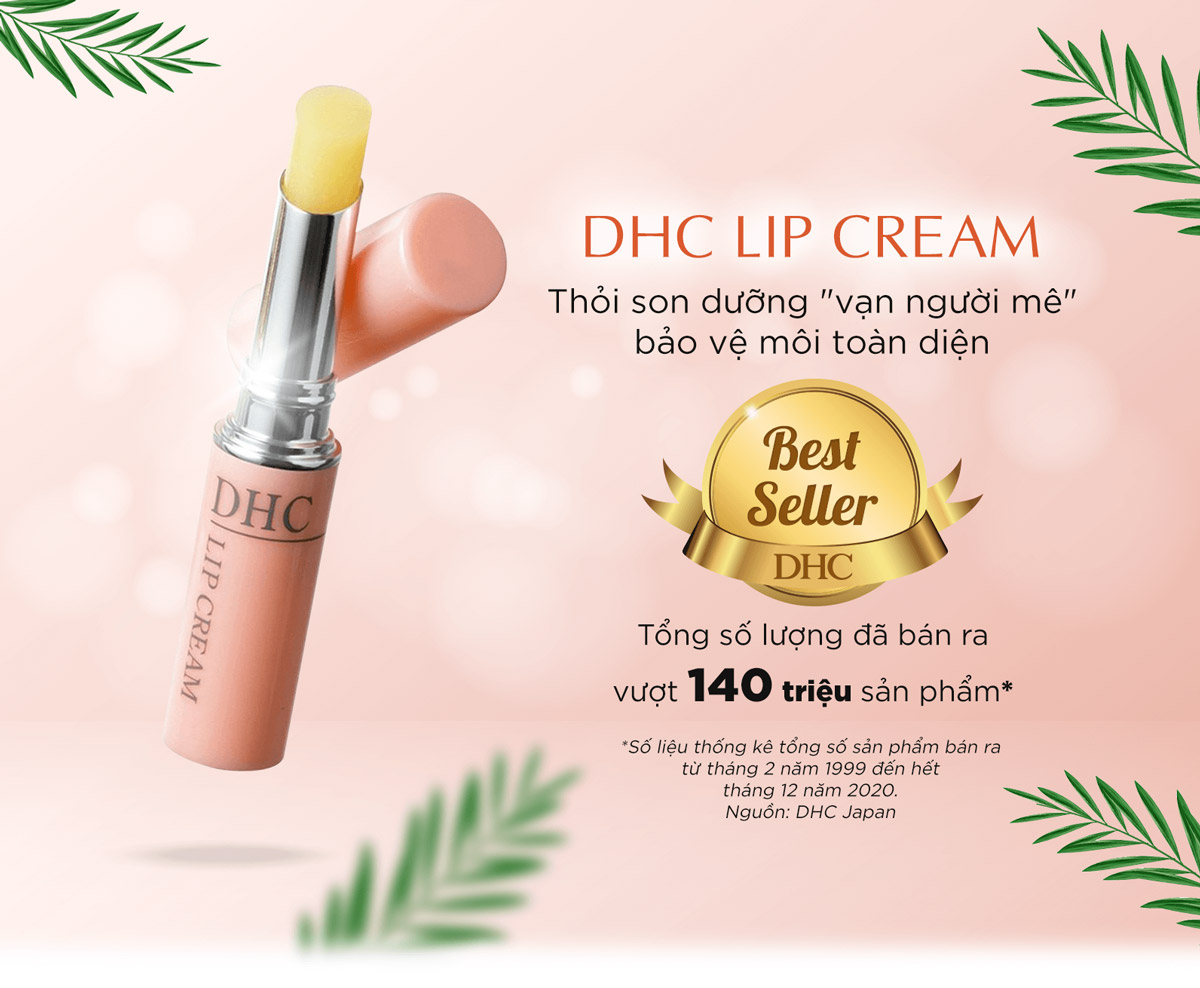 DHC LIP CREAM
Thỏi son dưỡng "vạn người mê"
bảo vệ môi toàn diện
Best
Seller
DHC
Tổng số lượng đã bán ra
vượt 140 triệu sản phẩm*
*Số liệu thống kê tổng số sản phẩm bán ra
từ tháng 2 năm 1999 đến hết
tháng 12 năm 2020.
Nguồn: DHC Japan
DHC
LIP CREAM